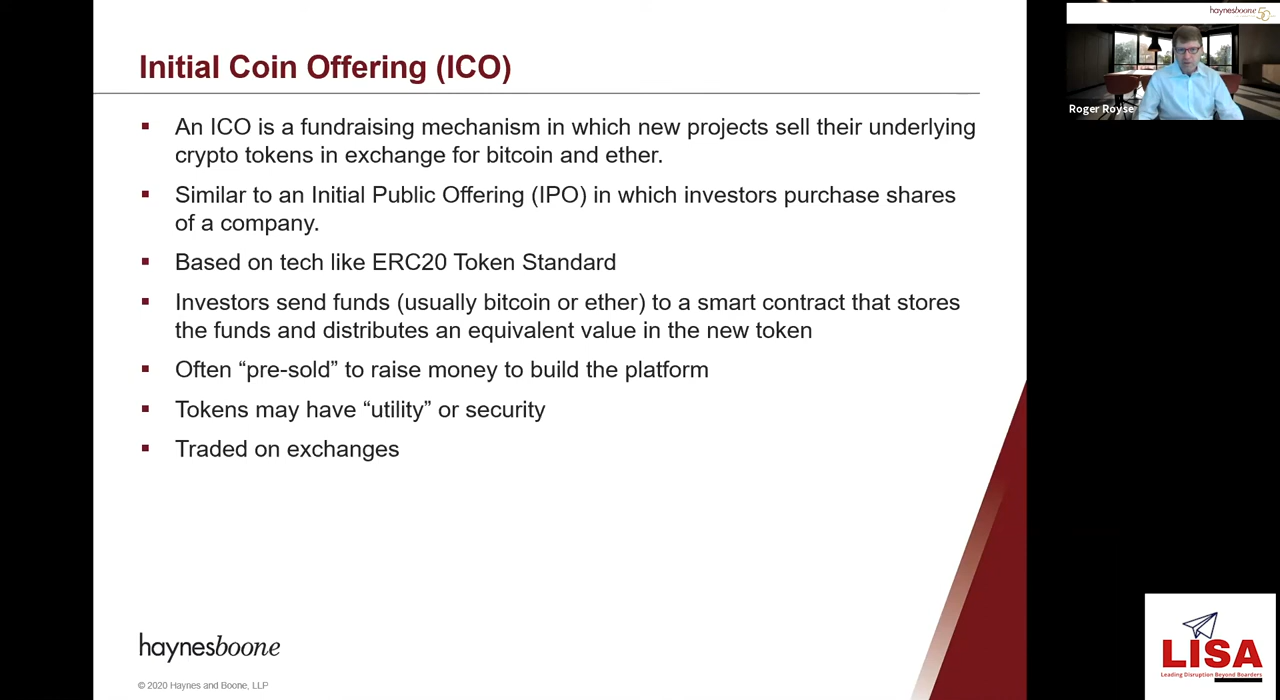 Initial Coin Offering (ICO)
An ICO is a fundraising mechanism in which new projects sell their underlying
crypto tokens in exchange for bitcoin and ether.
Similar to an Initial Public Offering (IPO) in which investors purchase shares
of a company.
Based on tech like ERC20 Token Standard
Investors send funds (usually bitcoin or ether) to a smart contract that stores
the funds and distributes an equivalent value in the new token
Often “pre-sold” to raise money to build the platform
Tokens may have “utility” or security
Traded on exchanges
haynesboone
© 2020 Haynes and Boone, LLP
haynesboone 50
Roger Royse
LISA
Leading Disruption Beyond Boarders